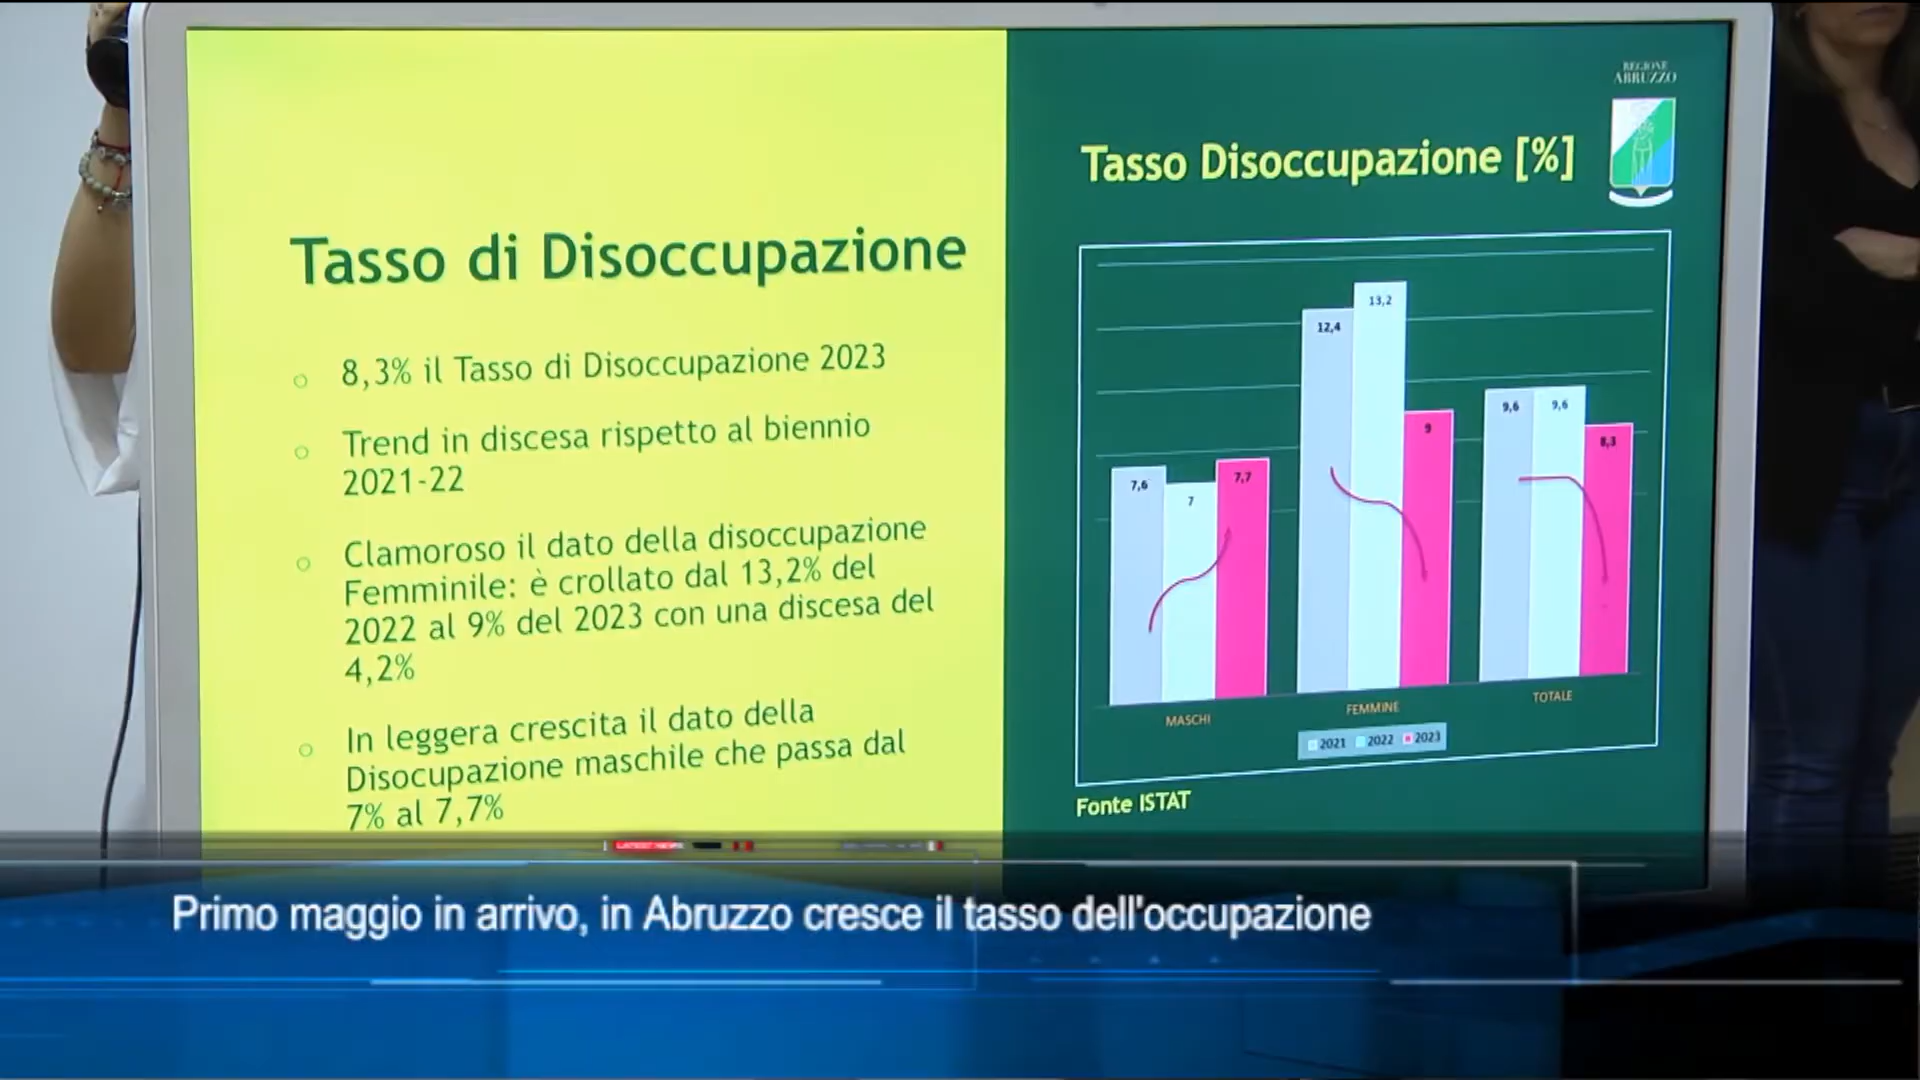 REGIONE
ABRUZZO
Tasso Disoccupazione [%]
Tasso di Disoccupazione
8,3% il Tasso di Disoccupazione 2023
Trend in discesa rispetto al biennio
2021-22
Clamoroso il dato della disoccupazione
Femminile: è crollato dal 13,2% del
2022 al 9% del 2023 con una discesa del
4,2%
In leggera crescita il dato della
Disocupazione maschile che passa dal
7% al 7,7%
7,6
7
7,7
12,4
13,2
9
9,6
9,6
8,3
MASCHI
FEMMINE
TOTALE
2021 2022 2023
Fonte ISTAT
LATEST NEWS
Primo maggio in arrivo, in Abruzzo cresce il tasso dell'occupazione